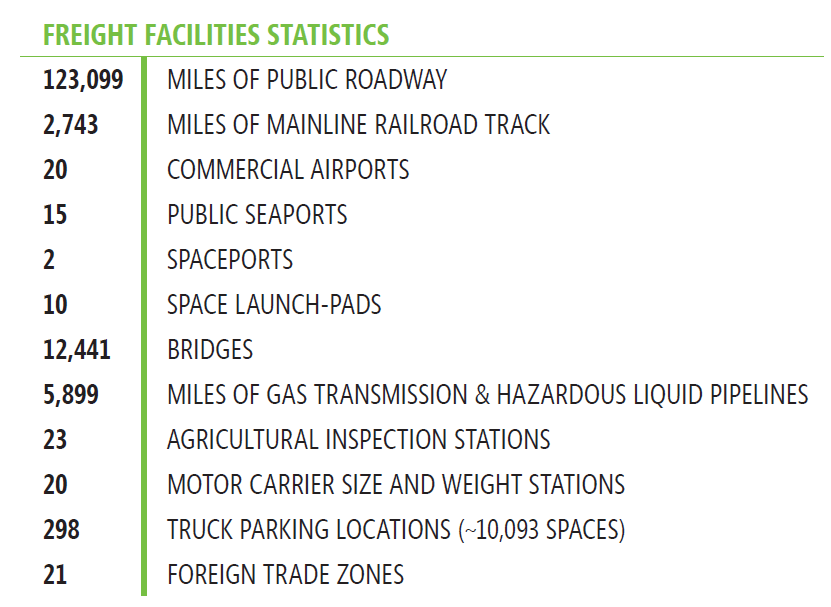 FREIGHT FACILITIES STATISTICS
123,099 MILES OF PUBLIC ROADWAY
2,743 MILES OF MAINLINE RAILROAD TRACK
20 COMMERCIAL AIRPORTS
15 PUBLIC SEAPORTS
2 SPACEPORTS
10 SPACE LAUNCH-PADS
12,441 BRIDGES
5,899 MILES OF GAS TRANSMISSION & HAZARDOUS LIQUID PIPELINES
23 AGRICULTURAL INSPECTION STATIONS
20 MOTOR CARRIER SIZE AND WEIGHT STATIONS
298 TRUCK PARKING LOCATIONS (~10,093 SPACES)
21 FOREIGN TRADE ZONES